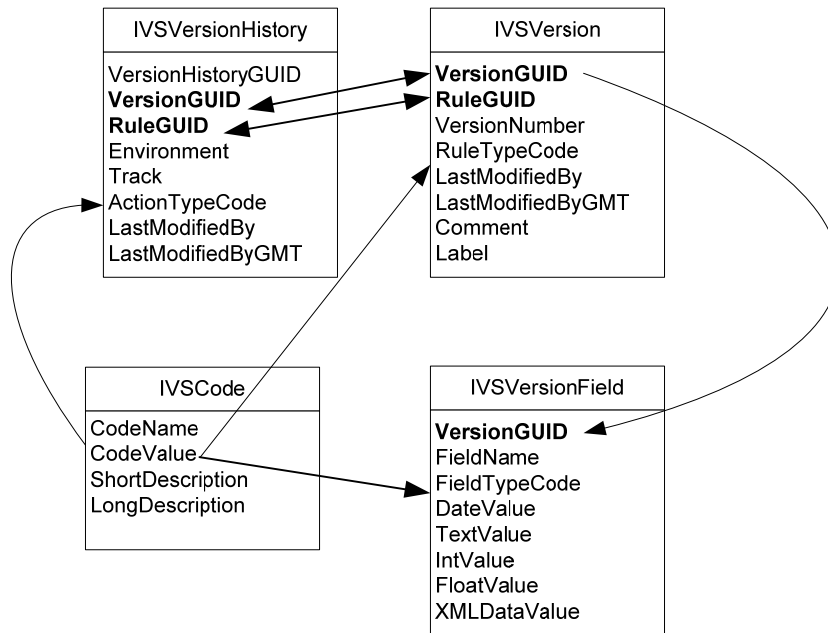 IVSVersionHistory
VersionHistoryGUID
VersionGUID
RuleGUID
Environment
Track
ActionTypeCode
LastModifiedBy
LastModifiedByGMT
IVSVersion
VersionGUID
RuleGUID
VersionNumber
RuleTypeCode
LastModifiedBy
LastModifiedByGMT
Comment
Label
IVSCode
CodeName
CodeValue
ShortDescription
LongDescription
IVSVersionField
VersionGUID
FieldName
FieldTypeCode
DateValue
TextValue
IntValue
FloatValue
XMLDataValue